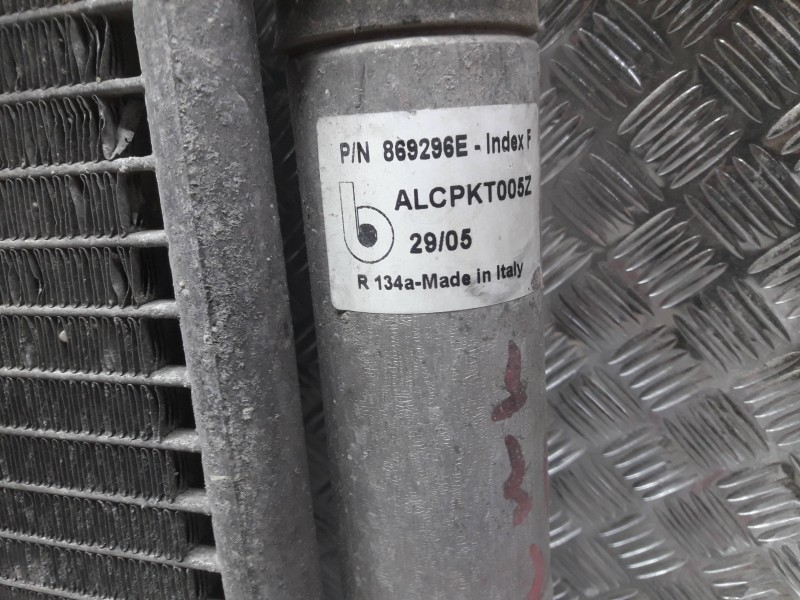 P/N 869296E - Index F
ALCPKT005Z
29/05
R 134a-Made in Italy